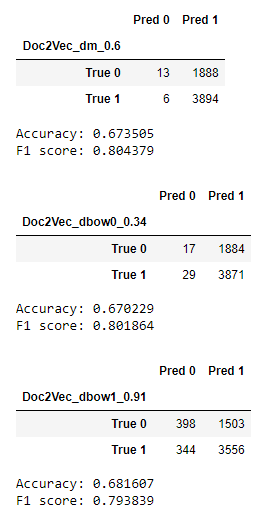 Pred 0 Pred 1
Doc2Vec_dm_0.6
True 0 13 1888
True 1 6 3894
Accuracy: 0.673505
F1 score: 0.804379
Pred 0 Pred 1
Doc2Vec_dbow0_0.34
True 0 17 1884
True 1 29 3871
Accuracy: 0.670229
F1 score: 0.801864
Pred 0 Pred 1
Doc2Vec_dbow1_0.91
True 0 398 1503
True 1 344 3556
Accuracy: 0.681607
F1 score: 0.793839